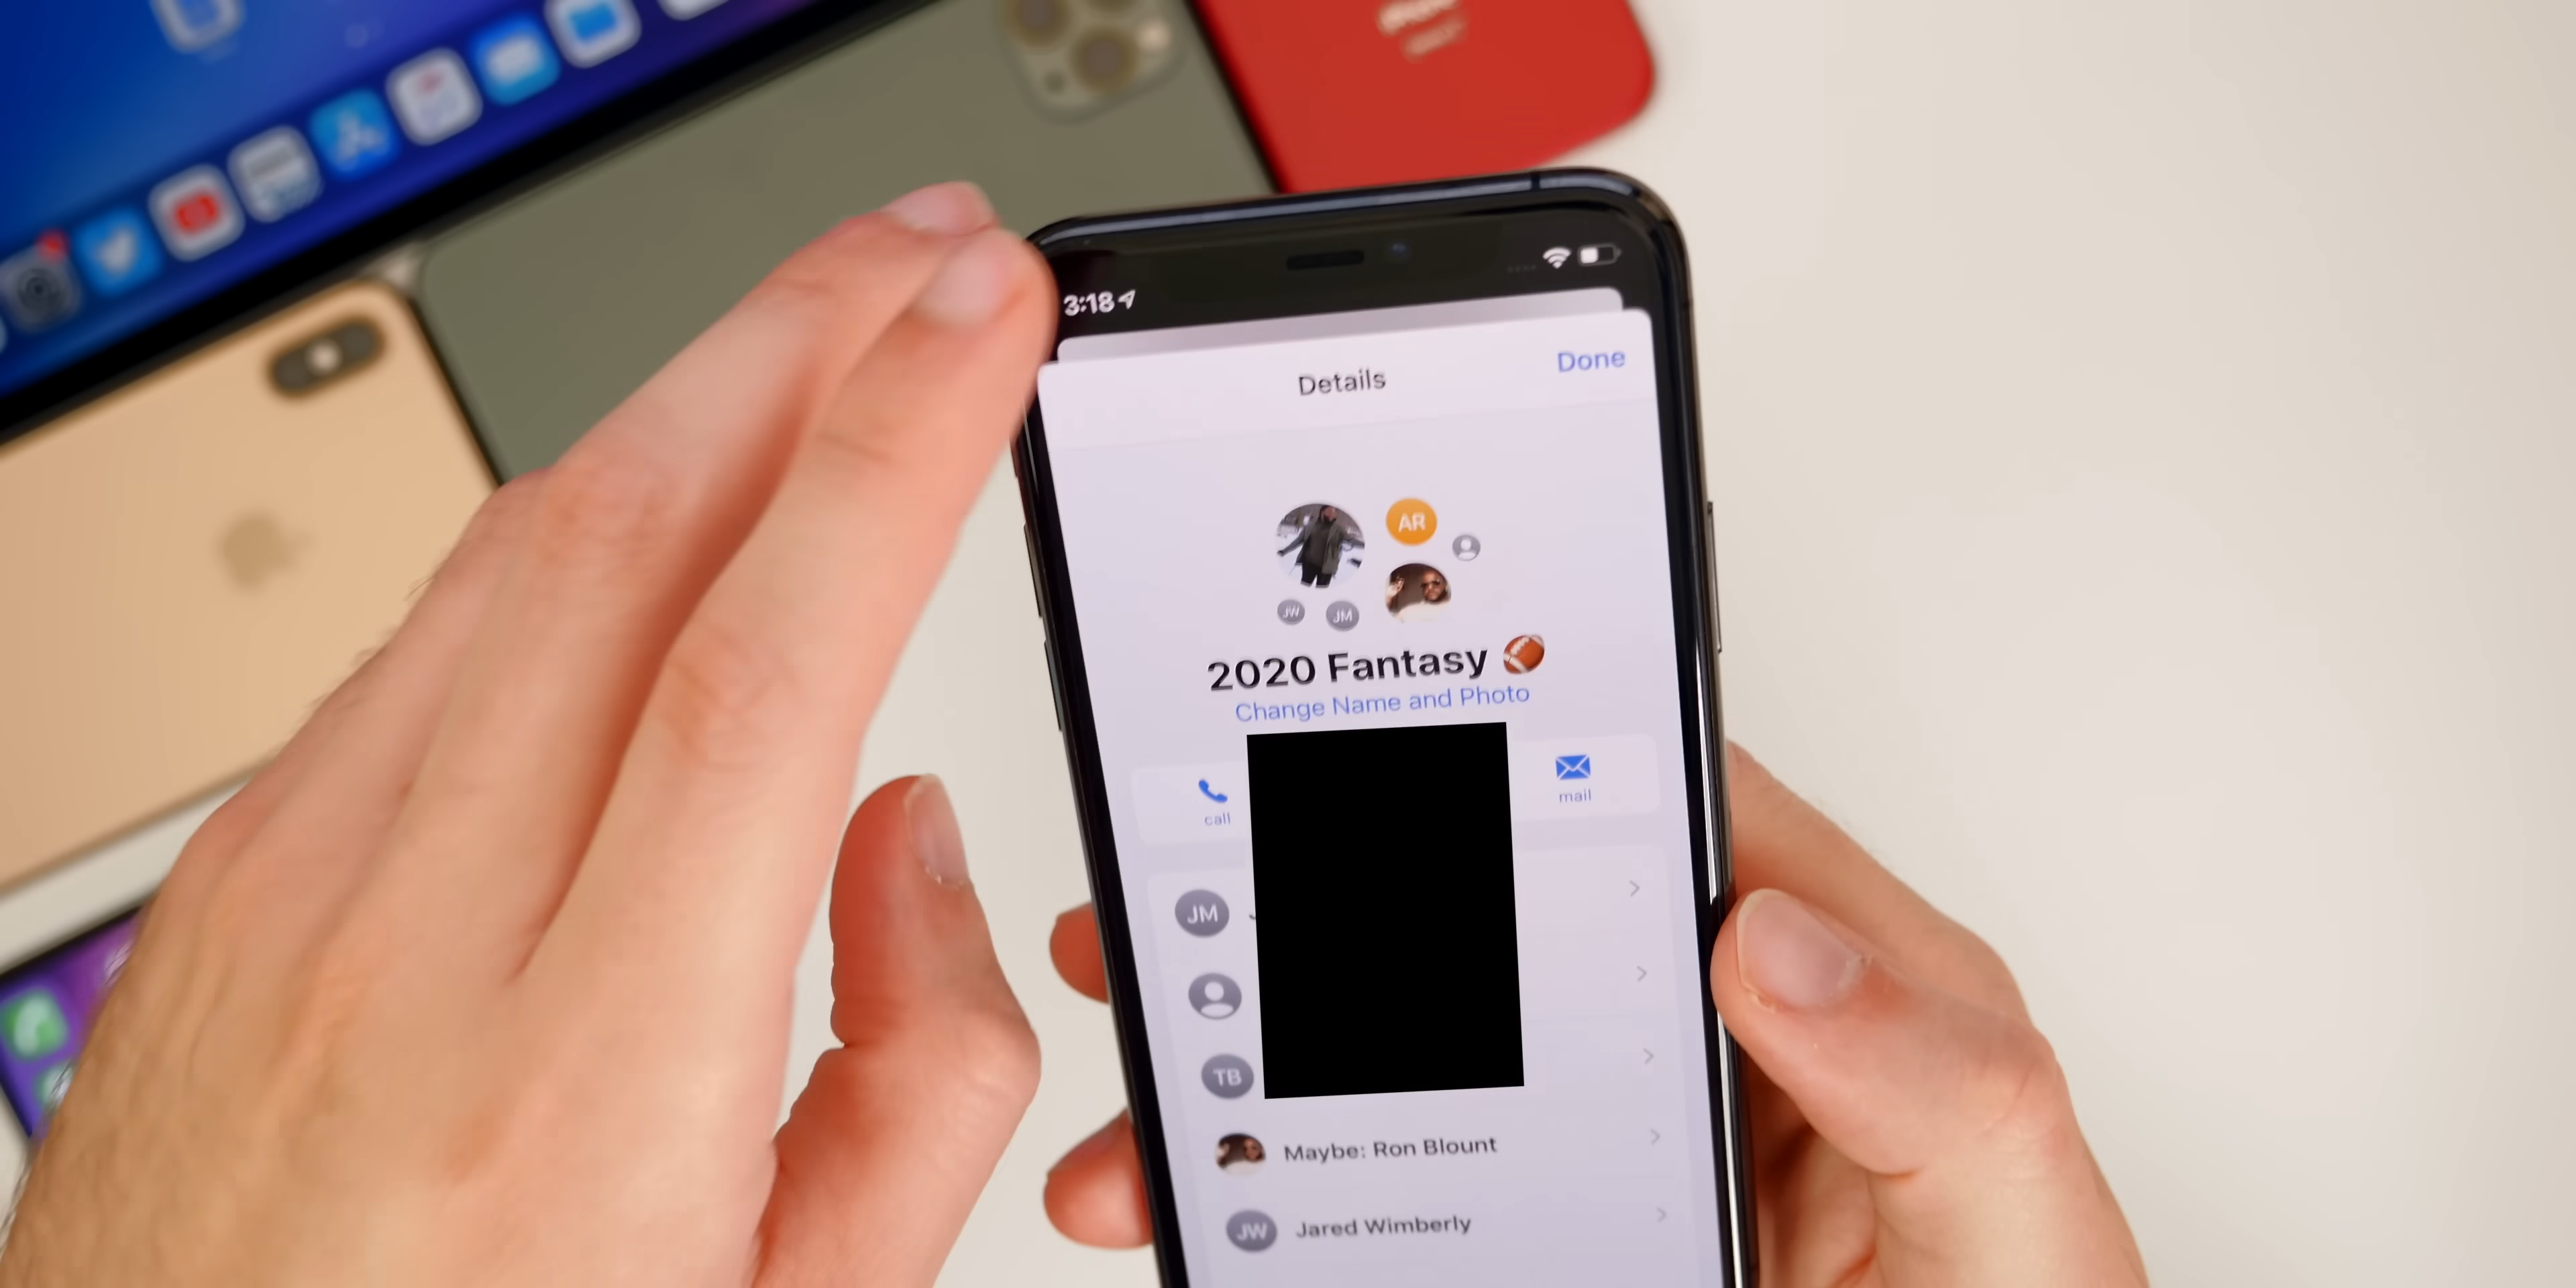 3:18
Details
Done
AR
JW
JM
2020 Fantasy 🏈
Change Name and Photo
call
mail
JM
TB
Maybe: Ron Blount
JW
Jared Wimberly